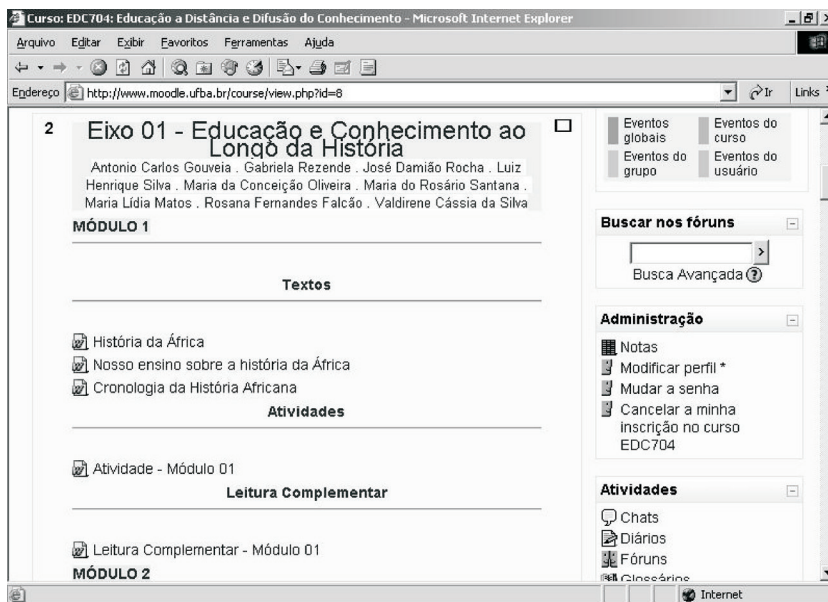 Curso: EDC704: Educação a Distância e Difusão do Conhecimento - Microsoft Internet Explorer
Arquivo Editar Exibir Favoritos Ferramentas Ajuda
Endereço http://www.moodle.ufba.br/course/view.php?id=8 Ir Links
2
Eixo 01 - Educação e Conhecimento ao
Longo da História
Antonio Carlos Gouveia . Gabriela Rezende . José Damião Rocha . Luiz
Henrique Silva . Maria da Conceição Oliveira . Maria do Rosário Santana .
Maria Lídia Matos . Rosana Fernandes Falcão . Valdirene Cássia da Silva
MÓDULO 1
Textos
História da África
Nosso ensino sobre a história da África
Cronologia da História Africana
Atividades
Atividade - Módulo 01
Leitura Complementar
Leitura Complementar - Módulo 01
MÓDULO 2
Eventos globais
Eventos do curso
Eventos do grupo
Eventos do usuário
Buscar nos fóruns
Busca Avançada
Administração
Notas
Modificar perfil *
Mudar a senha
Cancelar a minha
inscrição no curso
EDC704
Atividades
Chats
Diários
Fóruns
Glossários
Internet